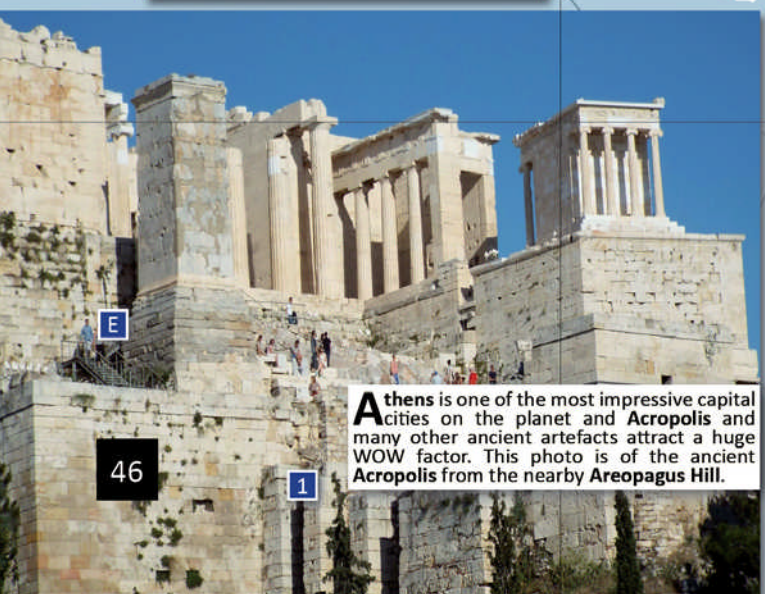 E
Athens is one of the most impressive capital
cities on the planet and Acropolis and
many other ancient artefacts attract a huge
WOW factor. This photo is of the ancient
Acropolis from the nearby Areopagus Hill.
46
1